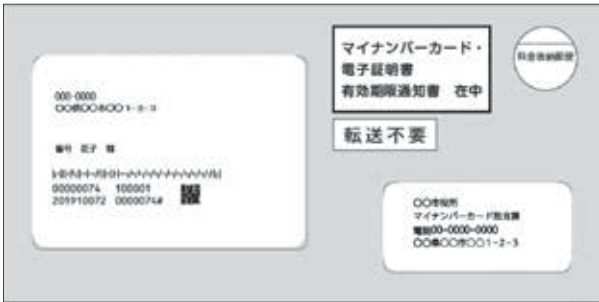 000-0000
〇〇県〇〇市〇〇1-2-3
番号 花子 様
00000074 100001
201910072 0000074#
マイナンバーカード・
電子証明書
有効期限通知書 在中
転送不要
料金後納郵便
〇〇市役所
マイナンバーカード担当課
電話00-0000-0000
〇〇県〇〇市〇〇1-2-3